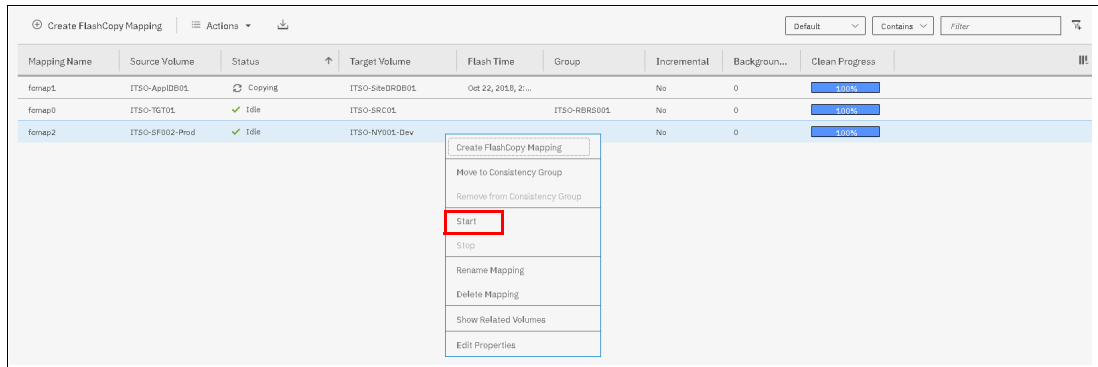 Create FlashCopy Mapping Actions Default Contains Filter
Mapping Name Source Volume Status Target Volume Flash Time Group Incremental Backgroun... Clean Progress
fcmap1 ITSO-ApplDB01 Copying ITSO-SiteDRDB01 Oct 22, 2018, 2:... No 0 100%
fcmap0 ITSO-TGT01 Idle ITSO-SRC01 ITSO-RBRS001 No 0 100%
fcmap2 ITSO-SF002-Prod Idle ITSO-NY001-Dev No 0 100%
Create FlashCopy Mapping
Move to Consistency Group
Remove from Consistency Group
Start
Stop
Rename Mapping
Delete Mapping
Show Related Volumes
Edit Properties